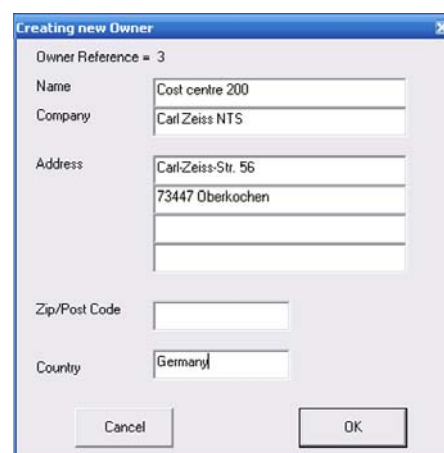 Creating new Owner
Owner Reference = 3
Name Cost centre 200
Company Carl Zeiss NTS
Address Carl-Zeiss-Str. 56
73447 Oberkochen
Zip/Post Code
Country Germany
Cancel OK